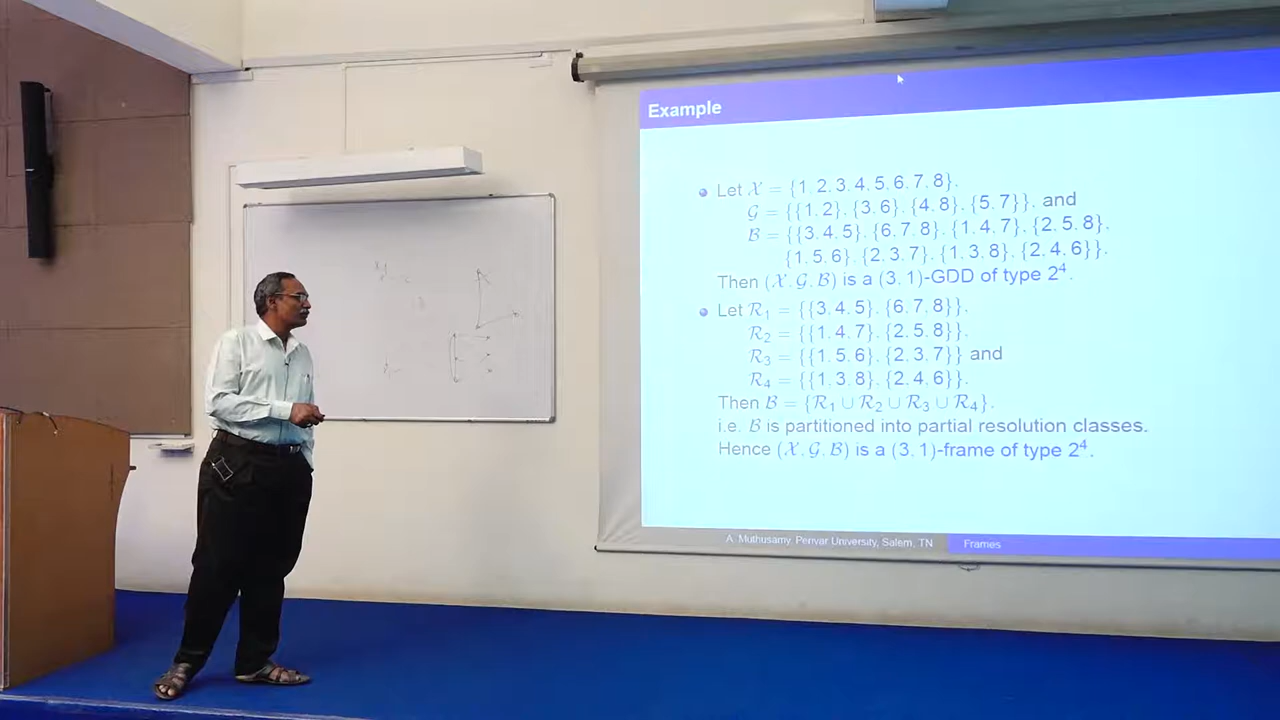 Example
Let 𝒳 = {1,2,3,4,5,6,7,8}.
𝒢 = {{1,2},{3,6},{4,8},{5,7}}, and
ℬ = {{3,4,5},{6,7,8},{1,4,7},{2,5,8},
{1,5,6},{2,3,7},{1,3,8},{2,4,6}}.
Then (𝒳,𝒢,ℬ) is a (3,1)-GDD of type 2⁴.
Let ℛ₁ = {{3,4,5},{6,7,8}},
ℛ₂ = {{1,4,7},{2,5,8}},
ℛ₃ = {{1,5,6},{2,3,7}} and
ℛ₄ = {{1,3,8},{2,4,6}}.
Then ℬ = {ℛ₁ ∪ ℛ₂ ∪ ℛ₃ ∪ ℛ₄}.
i.e. ℬ is partitioned into partial resolution classes.
Hence (𝒳,𝒢,ℬ) is a (3,1)-frame of type 2⁴.
A. Muthusamy, Periyar University, Salem, TN Frames